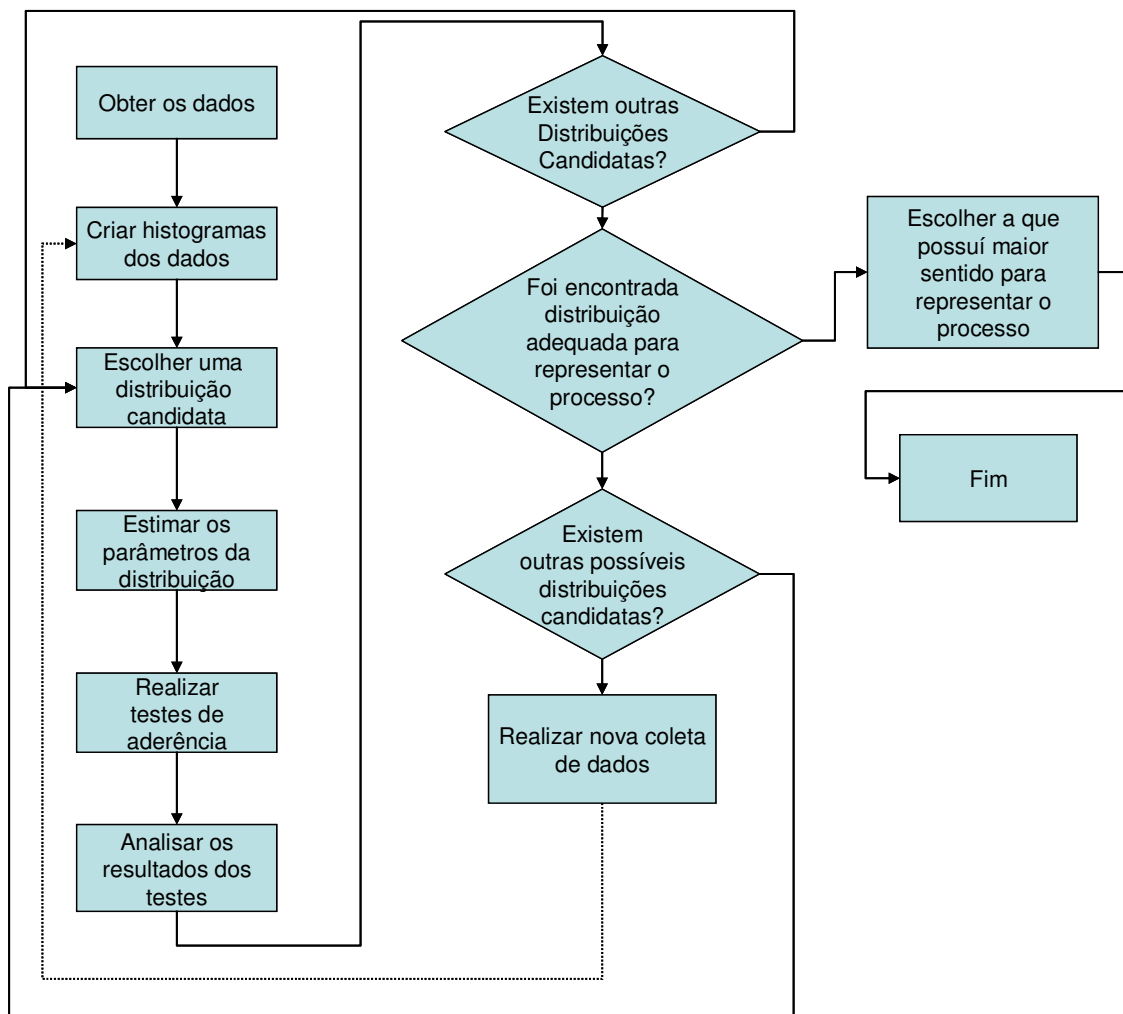 Obter os dados
Criar histogramas
dos dados
Escolher uma
distribuição
candidata
Estimar os
parâmetros da
distribuição
Realizar
testes de
aderência
Analisar os
resultados dos
testes
Existem outras
Distribuições
Candidatas?
Foi encontrada
distribuição
adequada para
representar o
processo?
Existem
outras possíveis
distribuições
candidatas?
Realizar nova coleta
de dados
Escolher a que
possuí maior
sentido para
representar o
processo
Fim